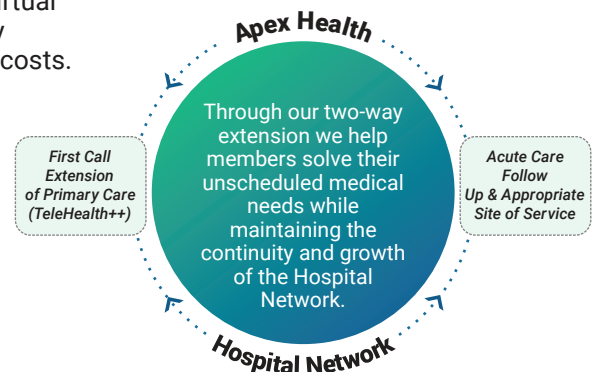 costs.
Apex Health
First Call
Extension
of Primary Care
(TeleHealth++)
Through our two-way
extension we help
members solve their
unscheduled medical
needs while
maintaining the
continuity and growth
of the Hospital
Network.
Acute Care
Follow
Up & Appropriate
Site of Service
Hospital Network